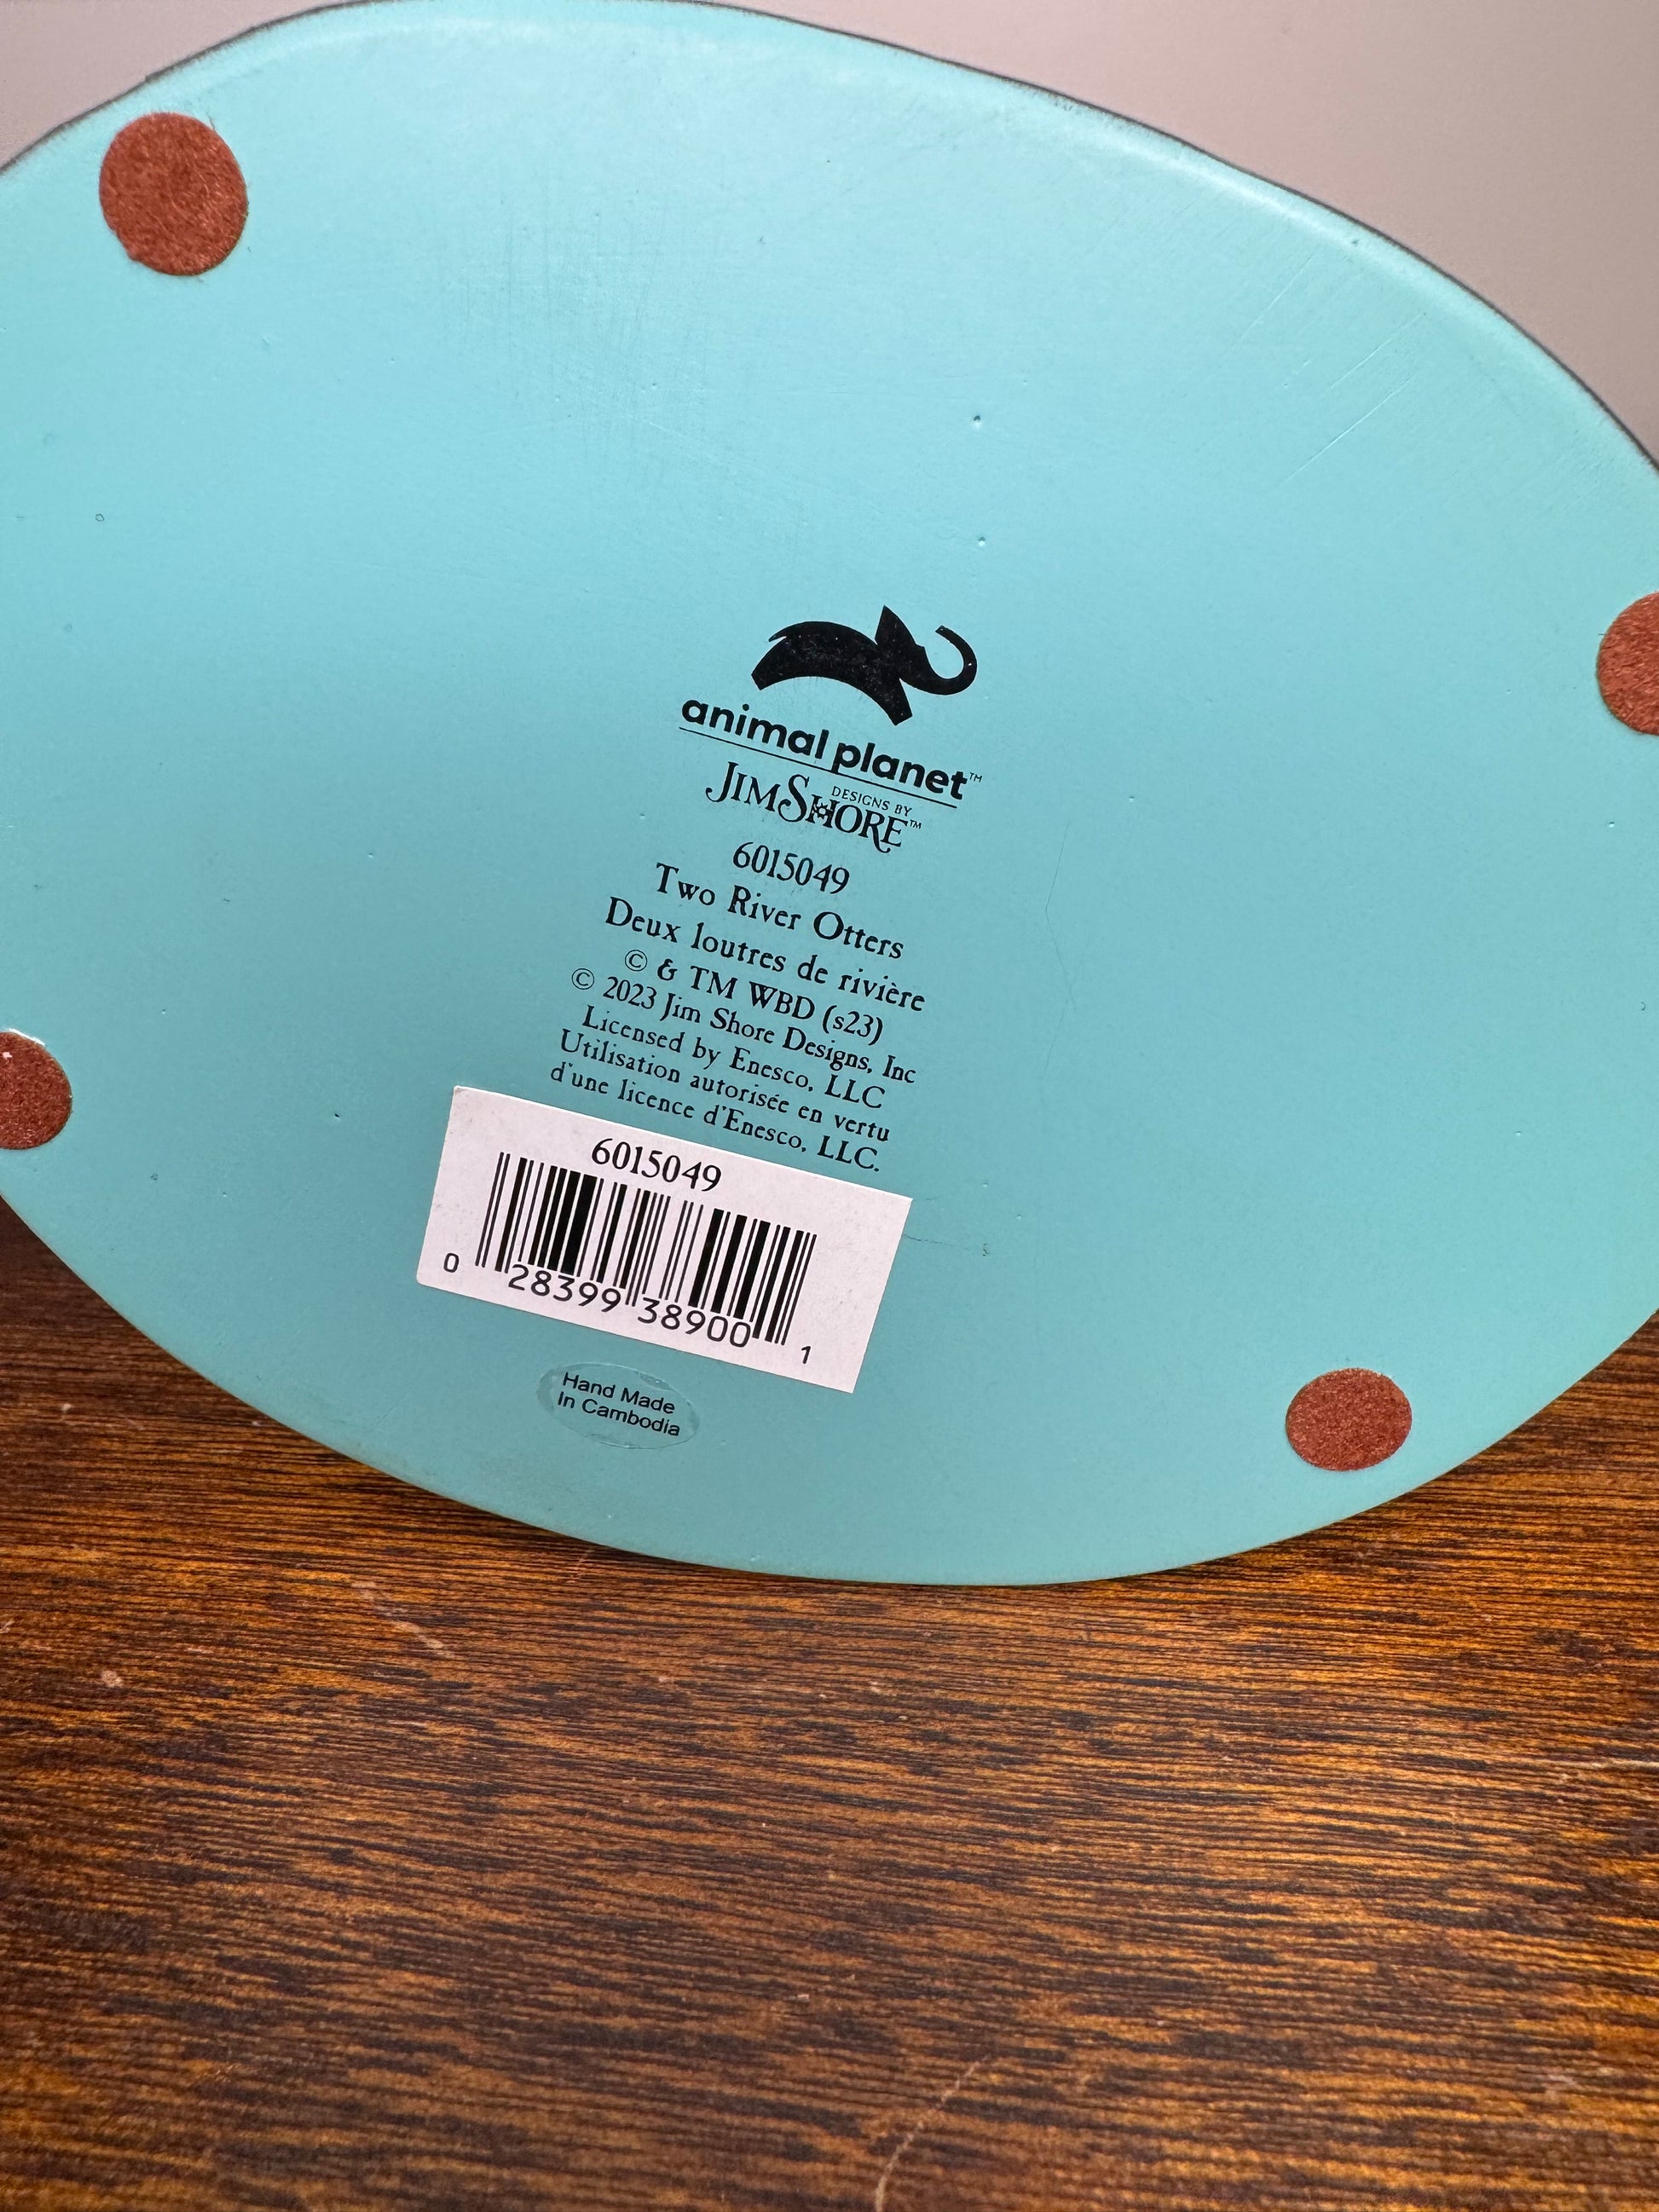 animal planet™
DESIGNS BY
JIM SHORE™
6015049
Two River Otters
Deux loutres de rivière
© & TM WBD (s23)
© 2023 Jim Shore Designs, Inc
Licensed by Enesco, LLC
Utilisation autorisée en vertu
d'une licence d'Enesco, LLC.
6015049
0 28399 38900 1
Hand Made
In Cambodia